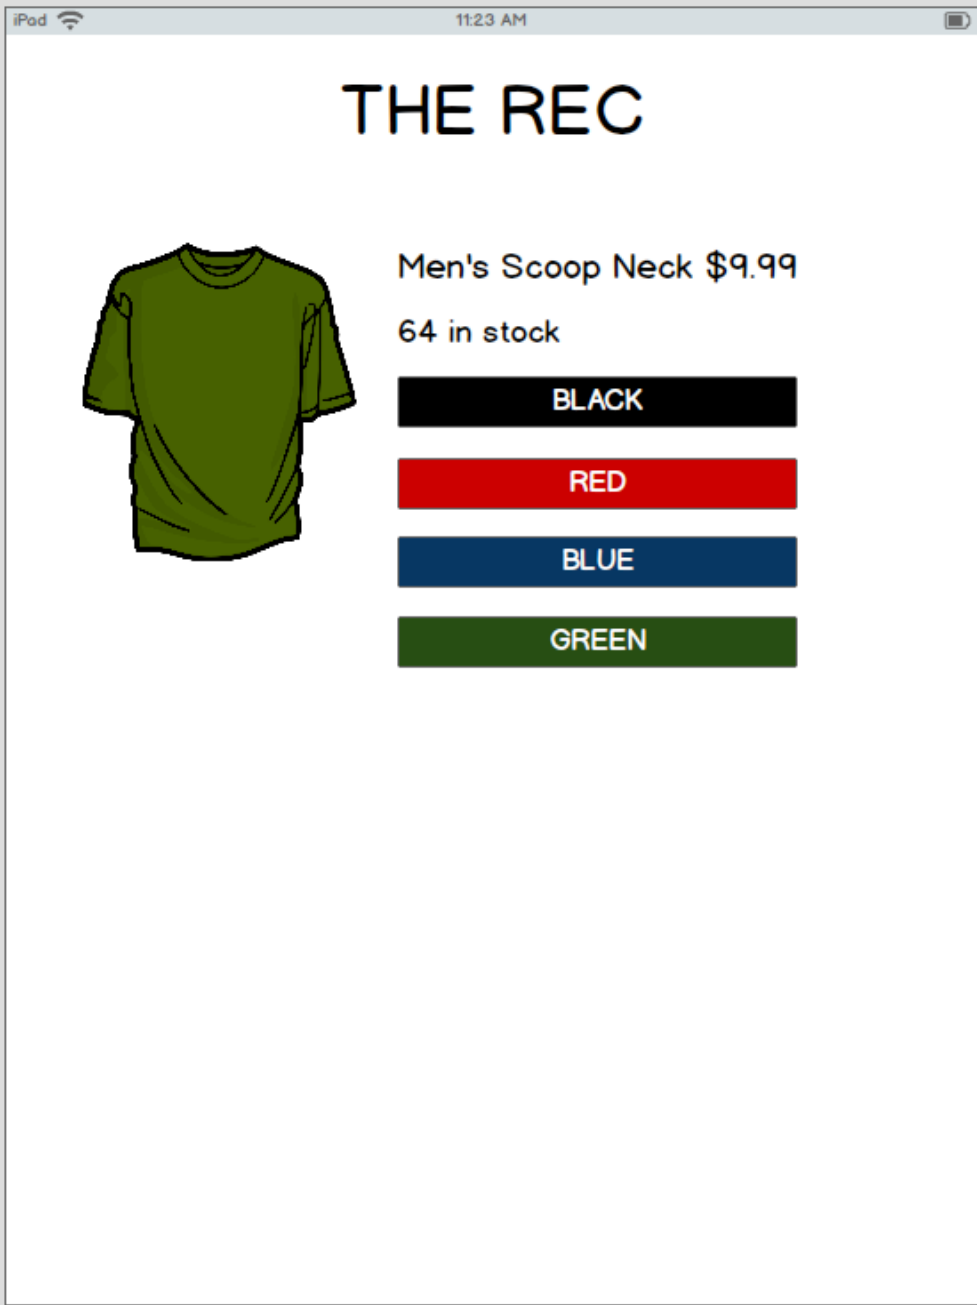 iPad
11:23 AM
THE REC
Men's Scoop Neck $9.99
64 in stock
BLACK
RED
BLUE
GREEN